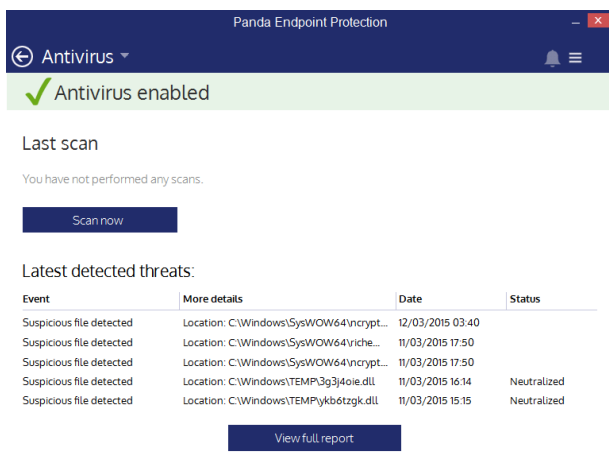 Panda Endpoint Protection
Antivirus
Antivirus enabled
Last scan
You have not performed any scans.
Scan now
Latest detected threats:
Event More details Date Status
Suspicious file detected Location: C:\Windows\SysWOW64\ncrypt... 12/03/2015 03:40
Suspicious file detected Location: C:\Windows\SysWOW64\riche... 11/03/2015 17:50
Suspicious file detected Location: C:\Windows\SysWOW64\ncrypt... 11/03/2015 17:50
Suspicious file detected Location: C:\Windows\TEMP\3g3j4oie.dll 11/03/2015 16:14 Neutralized
Suspicious file detected Location: C:\Windows\TEMP\ykb6tzgk.dll 11/03/2015 15:15 Neutralized
View full report